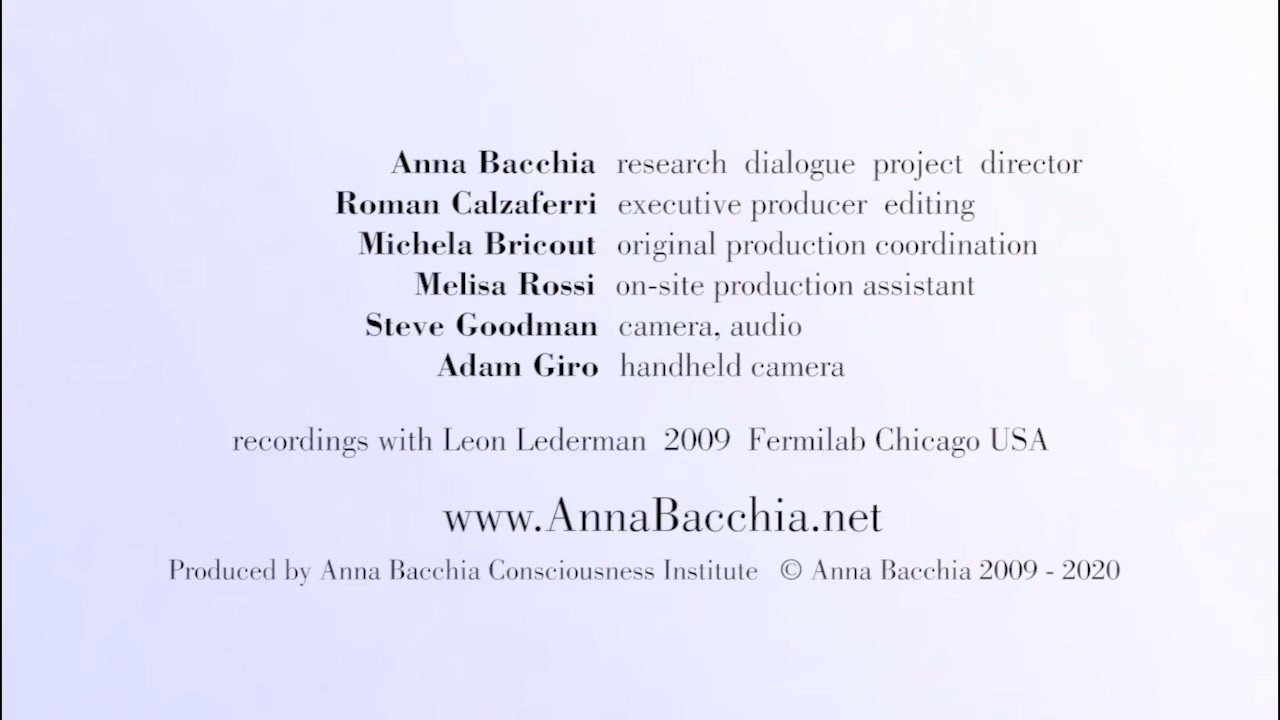 Anna Bacchia research dialogue project director
Roman Calzaferri executive producer editing
Michela Bricout original production coordination
Melisa Rossi on-site production assistant
Steve Goodman camera, audio
Adam Giro handheld camera
recordings with Leon Lederman 2009 Fermilab Chicago USA
www.AnnaBacchia.net
Produced by Anna Bacchia Consciousness Institute © Anna Bacchia 2009 - 2020